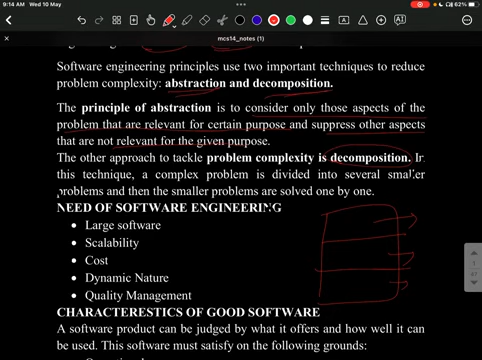 9:14 AM Wed 10 May
62%
mcs14_notes (1)
Software engineering principles use two important techniques to reduce
problem complexity: abstraction and decomposition.
The principle of abstraction is to consider only those aspects of the
problem that are relevant for certain purpose and suppress other aspects
that are not relevant for the given purpose.
The other approach to tackle problem complexity is decomposition. In
this technique, a complex problem is divided into several smaller
problems and then the smaller problems are solved one by one.
NEED OF SOFTWARE ENGINEERING
• Large software
• Scalability
• Cost
• Dynamic Nature
• Quality Management
CHARACTERESTICS OF GOOD SOFTWARE
A software product can be judged by what it offers and how well it can
be used. This software must satisfy on the following grounds: